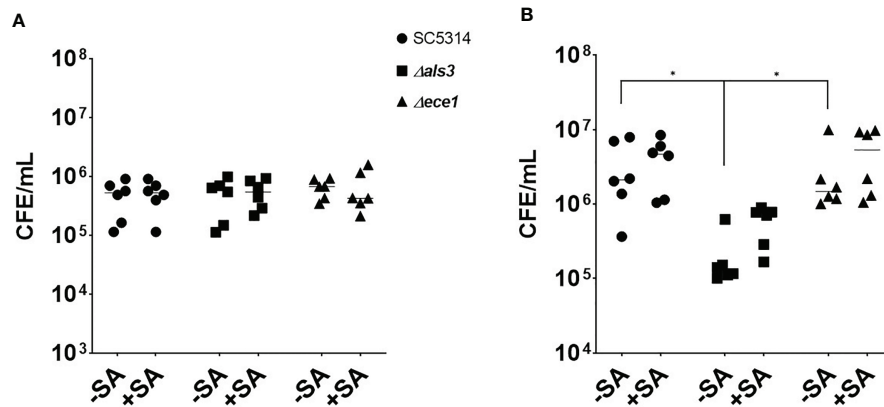 A
CFE/mL
10⁸
10⁷
10⁶
10⁵
10⁴
10³
-SA
+SA
-SA
+SA
-SA
+SA
SC5314
Δals3
Δece1
B
CFE/mL
10⁸
10⁷
10⁶
10⁵
10⁴
*
*
-SA
+SA
-SA
+SA
-SA
+SA